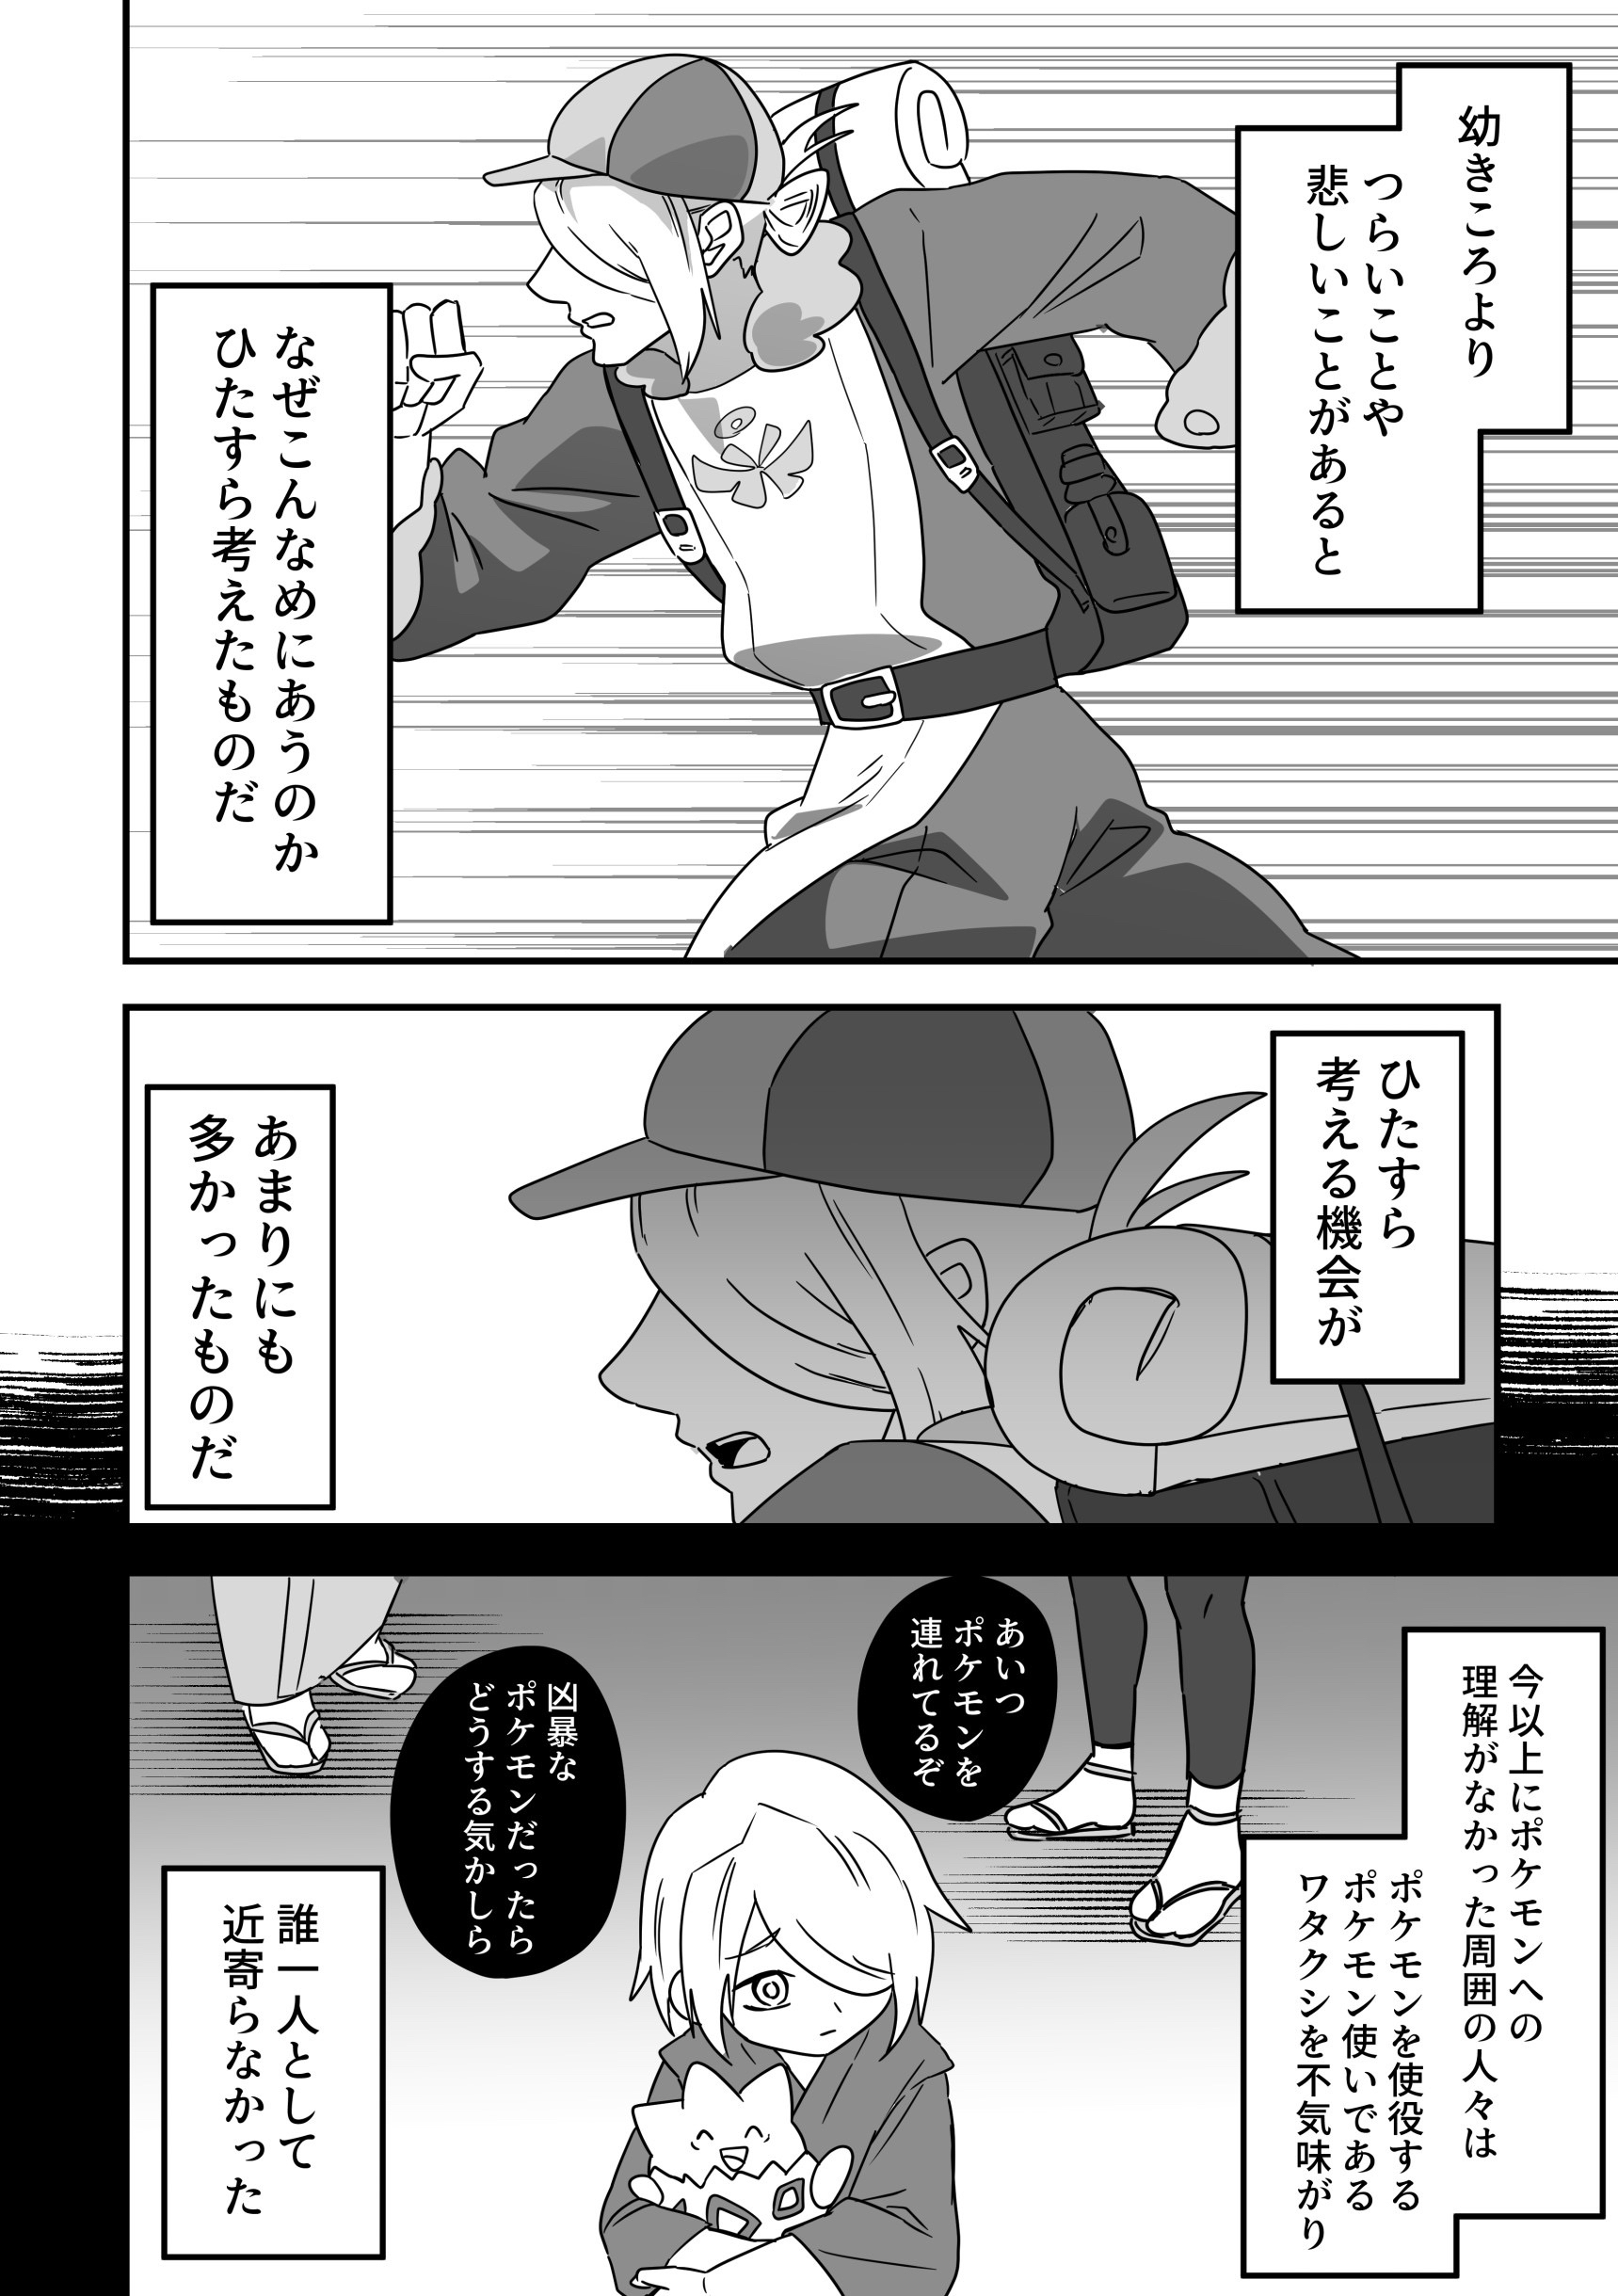 幼きころより
つらいことや
悲しいことがあると
なぜこんなめにあうのか
ひたすら考えたものだ
ひたすら
考える機会が
あまりにも
多かったものだ
今以上にポケモンへの
理解がなかった周囲の人々は
ポケモンを使役する
ポケモン使いである
ワタクシを不気味がり
あいつ
ポケモンを
連れてるぞ
凶暴な
ポケモンだったら
どうする気かしら
誰一人として
近寄らなかった